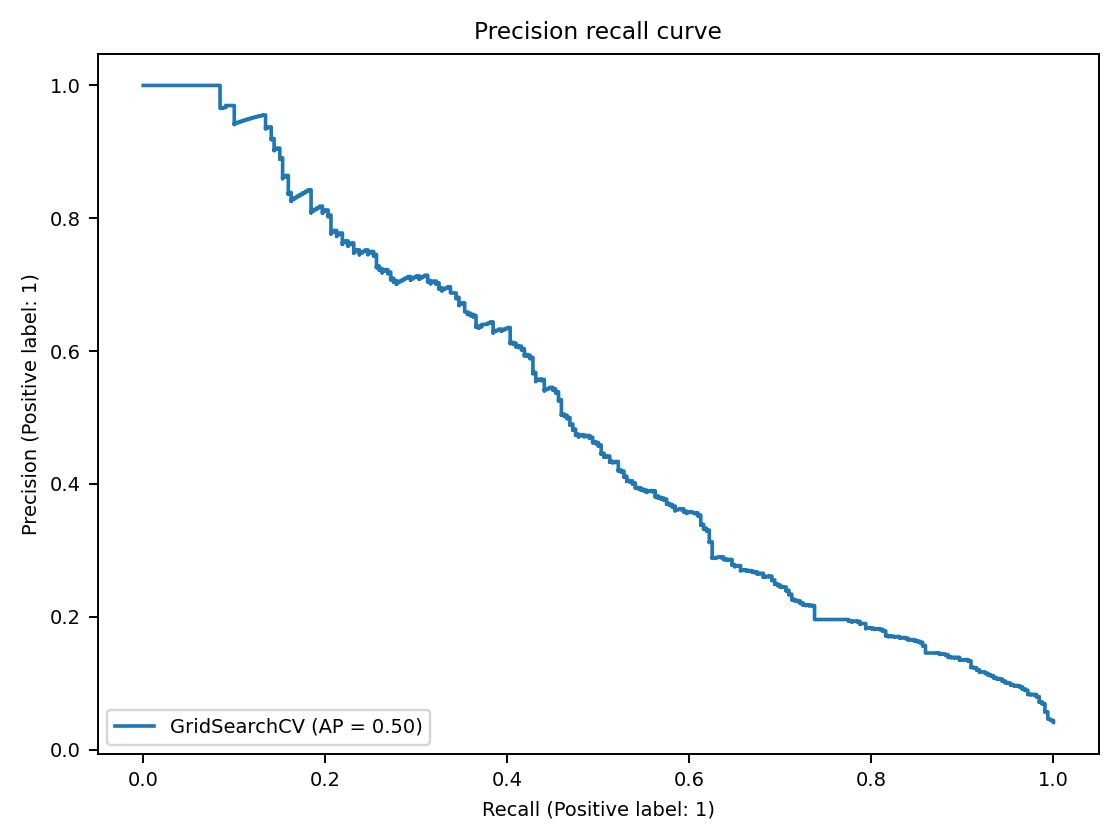 Precision recall curve
1.0
0.8
0.6
0.4
0.2
0.0
Precision (Positive label: 1)
GridSearchCV (AP = 0.50)
0.0 0.2 0.4 0.6 0.8 1.0
Recall (Positive label: 1)